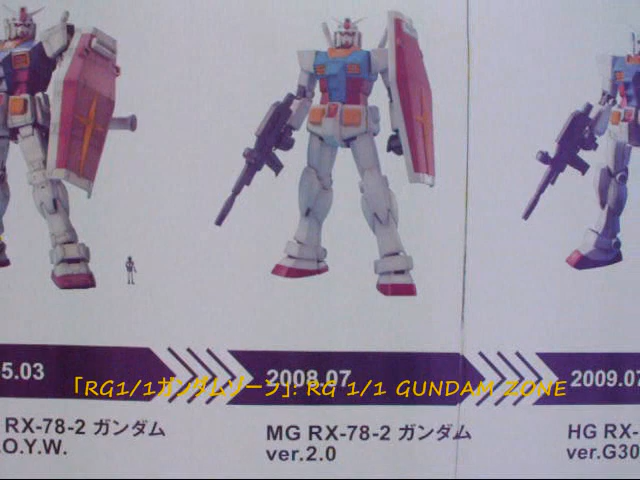 5.03
2008.07
2009.07
「RG1/1ガンダムゾーン」: RG 1/1 GUNDAM ZONE
RX-78-2 ガンダム
.O.Y.W.
MG RX-78-2 ガンダム
ver.2.0
HG RX-
ver.G30